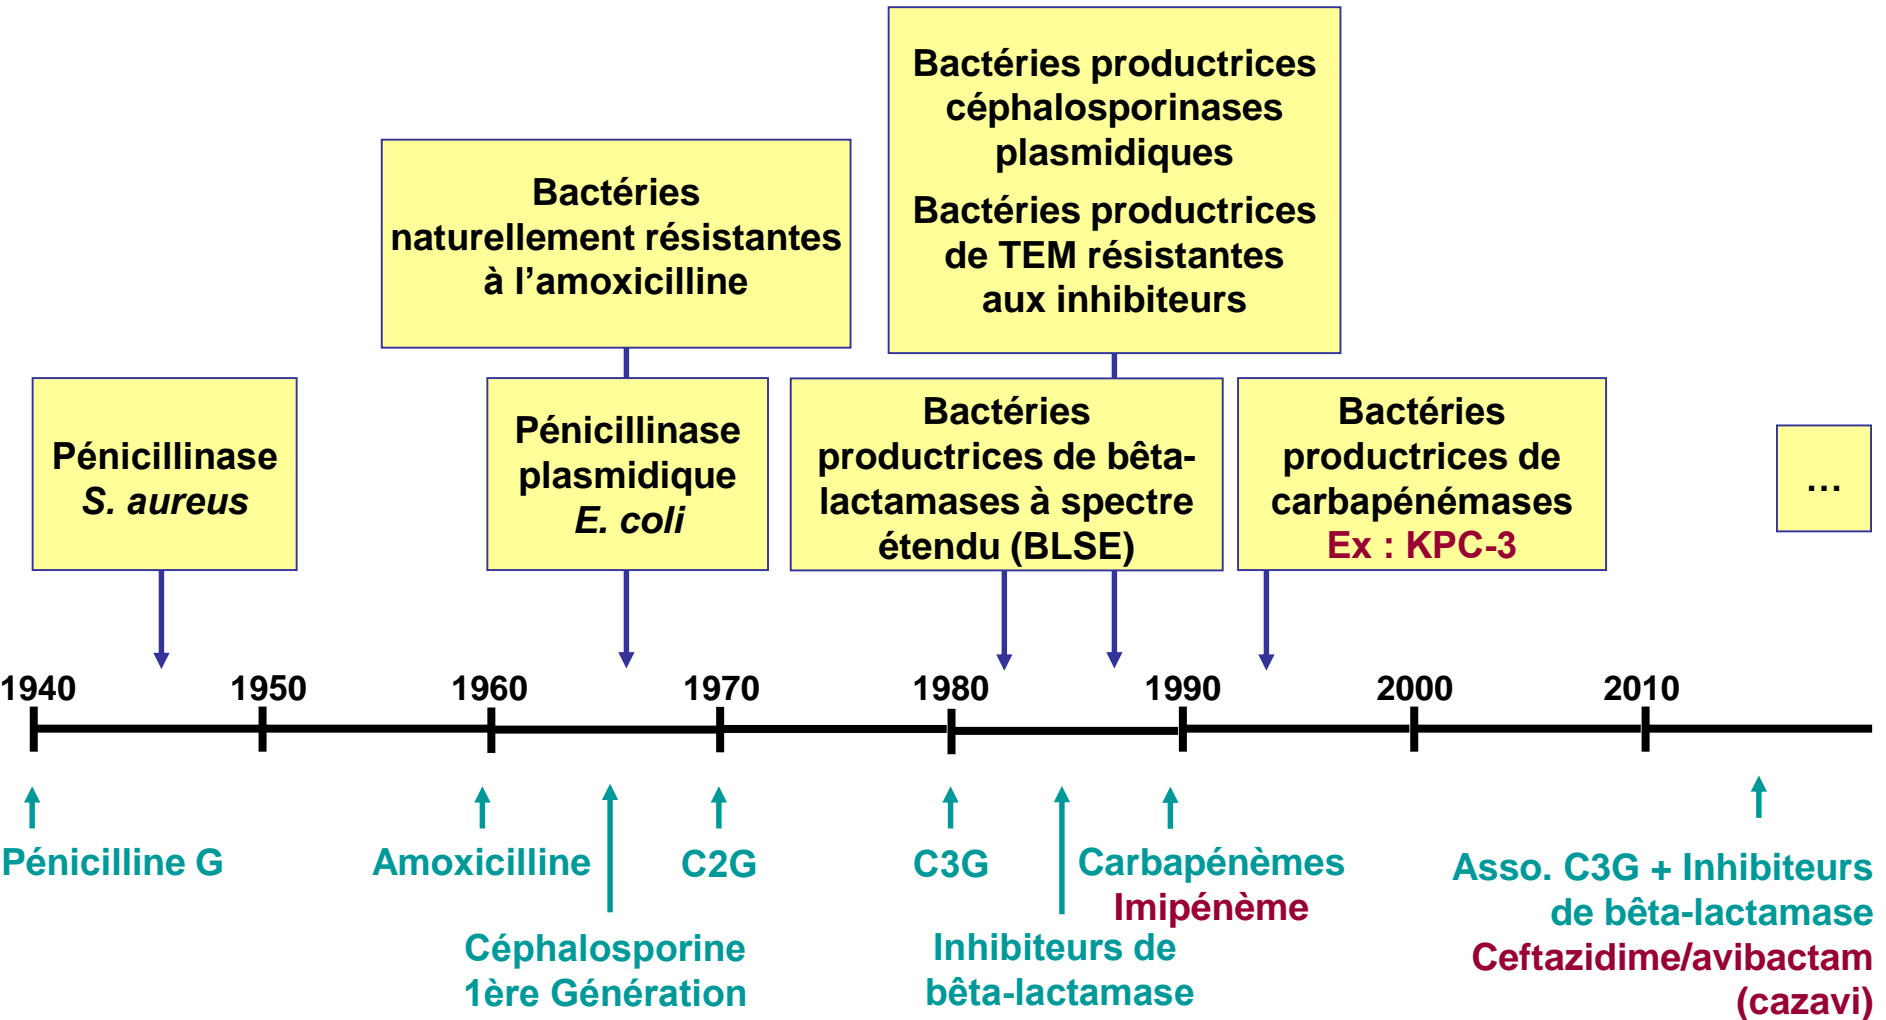 Bactéries productrices
céphalosporinases
plasmidiques
Bactéries productrices
de TEM résistantes
aux inhibiteurs
Bactéries
naturellement résistantes
à l’amoxicilline
Pénicillinase
S. aureus
Pénicillinase
plasmidique
E. coli
Bactéries
productrices de bêta-
lactamases à spectre
étendu (BLSE)
Bactéries
productrices de
carbapénémases
Ex : KPC-3
…
1940 1950 1960 1970 1980 1990 2000 2010
Pénicilline G
Amoxicilline
Céphalosporine
1ère Génération
C2G
C3G
Inhibiteurs de
bêta-lactamase
Carbapénèmes
Imipénème
Asso. C3G + Inhibiteurs
de bêta-lactamase
Ceftazidime/avibactam
(cazavi)